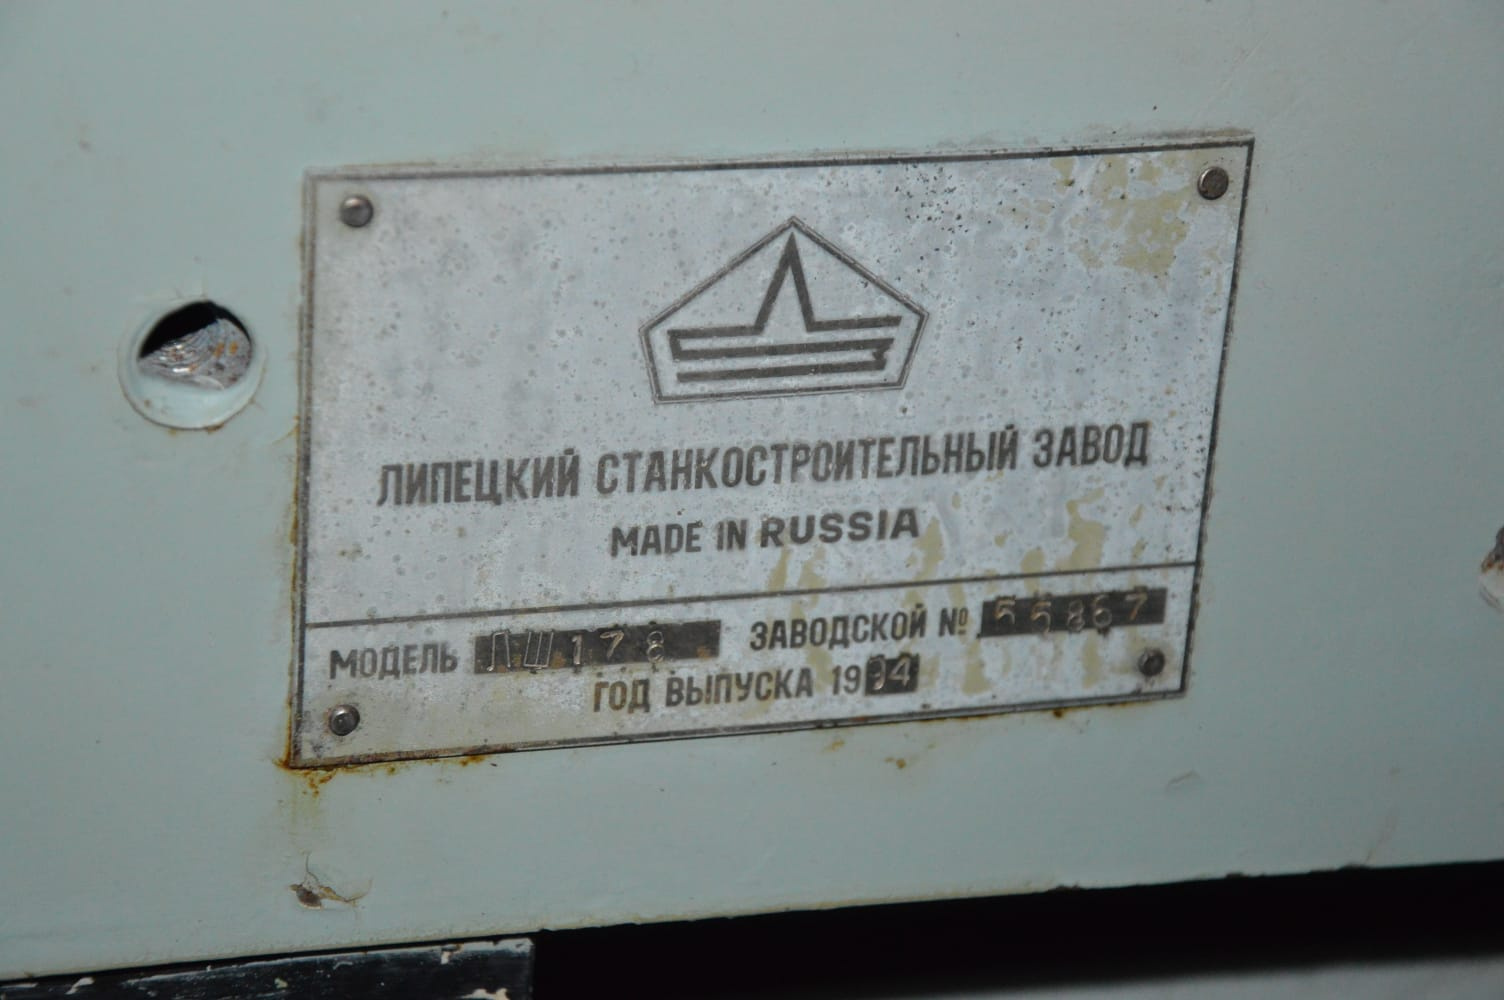 ЛИПЕЦКИЙ СТАНКОСТРОИТЕЛЬНЫЙ ЗАВОД
MADE IN RUSSIA
МОДЕЛЬ ЛШ178 ЗАВОДСКОЙ № 55867
ГОД ВЫПУСКА 1994